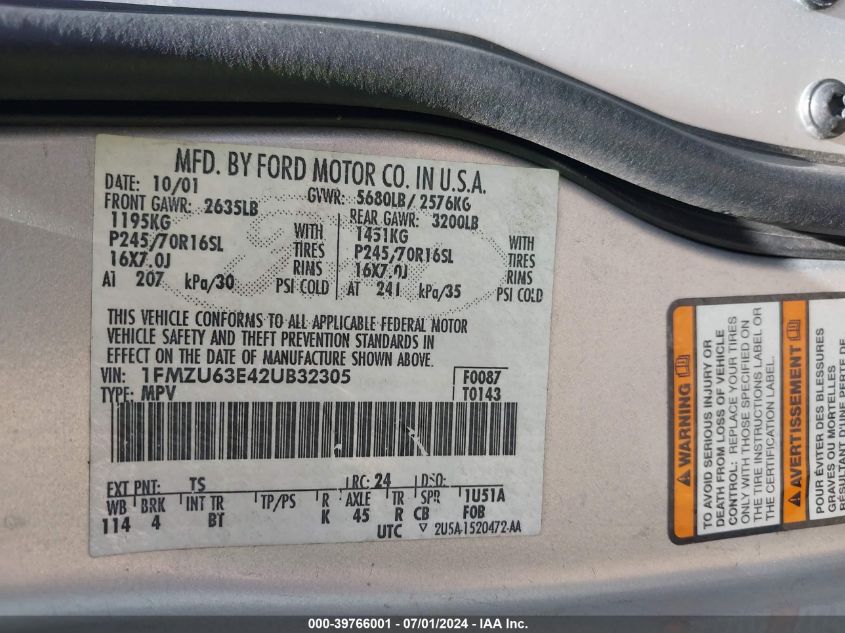 MFD. BY FORD MOTOR CO. IN U.S.A.
DATE: 10/01 GVWR: 5680LB/ 2576KG
FRONT GAWR: 2635LB REAR GAWR: 3200LB
1195KG WITH 1451KG WITH
P245/70R16SL TIRES P245/70R16SL TIRES
16X7.0J RIMS 16X7.0J RIMS
AT 207 kPa/30 PSI COLD AT 241 kPa/35 PSI COLD
THIS VEHICLE CONFORMS TO ALL APPLICABLE FEDERAL MOTOR
VEHICLE SAFETY AND THEFT PREVENTION STANDARDS IN
EFFECT ON THE DATE OF MANUFACTURE SHOWN ABOVE.
VIN: 1FMZU63E42UB32305 F0087
TYPE: MPV T0143
EXT PNT: TS RC: 24 DSO:
WB BRK INT TR TP/PS R AXLE TR SPR 1U51A
114 4 BT K 45 R CB FOB
UTC ▽ 2U5A-1520472-AA
WARNING
TO AVOID SERIOUS INJURY OR
DEATH FROM LOSS OF VEHICLE
CONTROL: REPLACE YOUR TIRES
ONLY WITH THOSE SPECIFIED ON
THE TIRE INSTRUCTIONS LABEL OR
THE CERTIFICATION LABEL.
AVERTISSEMENT
POUR ÉVITER DES BLESSURES
GRAVES OU MORTELLES
RÉSULTANT D'UNE PERTE DE
000-39766001 - 07/01/2024 - IAA Inc.